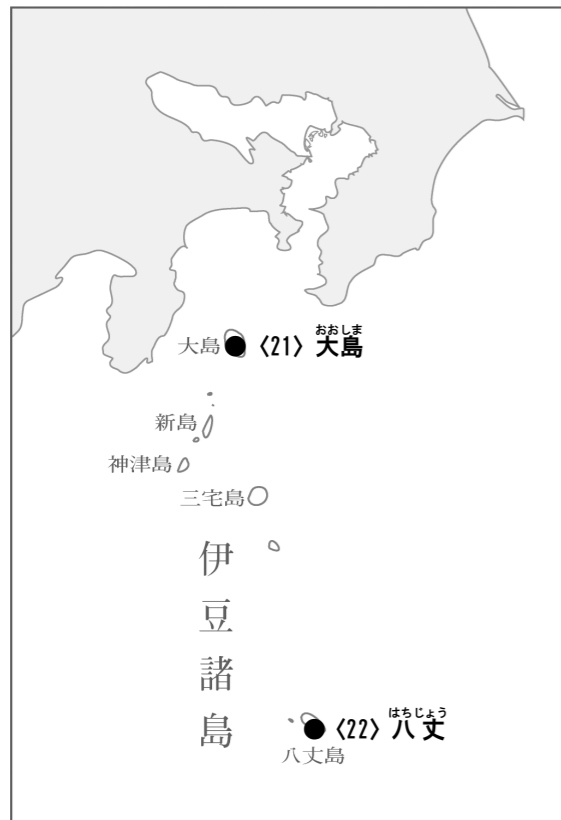 おおしま
大島 〈21〉 大島
新島
神津島
三宅島
伊豆諸島
はちじょう
〈22〉 八丈
八丈島